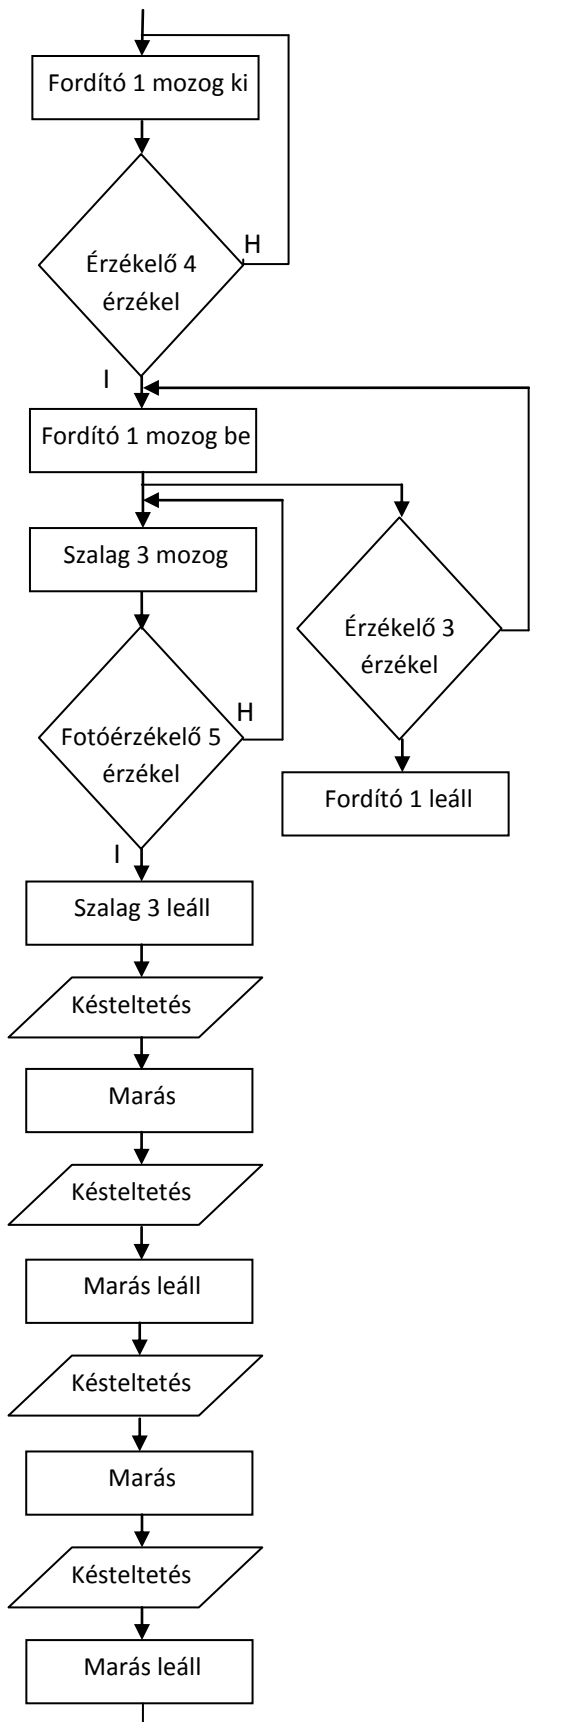 Fordító 1 mozog ki
H
Érzékelő 4
érzékel
I
Fordító 1 mozog be
Szalag 3 mozog
Érzékelő 3
érzékel
H
Fotóérzékelő 5
érzékel
Fordító 1 leáll
I
Szalag 3 leáll
Késteltetés
Marás
Késteltetés
Marás leáll
Késteltetés
Marás
Késteltetés
Marás leáll